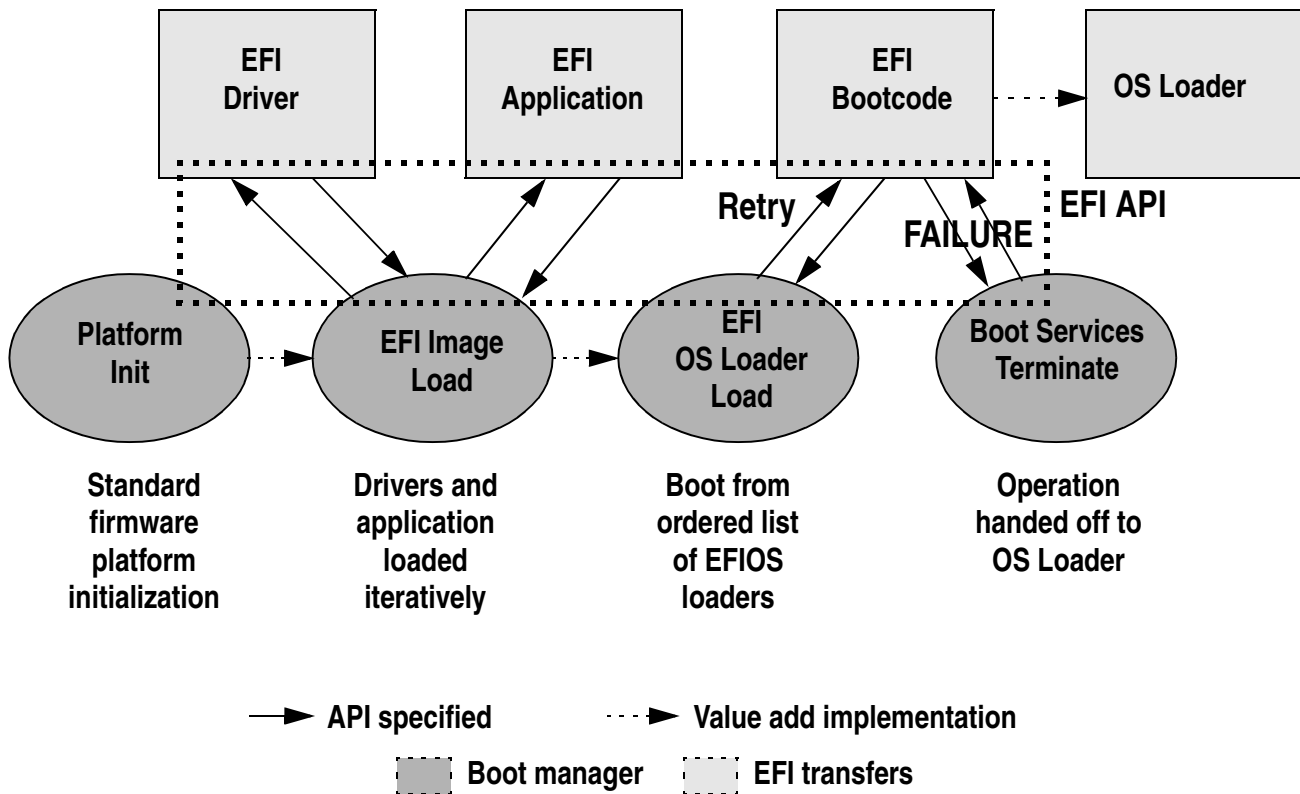 EFI
Driver
EFI
Application
EFI
Bootcode
OS Loader
Retry
FAILURE
EFI API
Platform
Init
EFI Image
Load
EFI
OS Loader
Load
Boot Services
Terminate
Standard
firmware
platform
initialization
Drivers and
application
loaded
iteratively
Boot from
ordered list
of EFIOS
loaders
Operation
handed off to
OS Loader
API specified
Value add implementation
Boot manager
EFI transfers